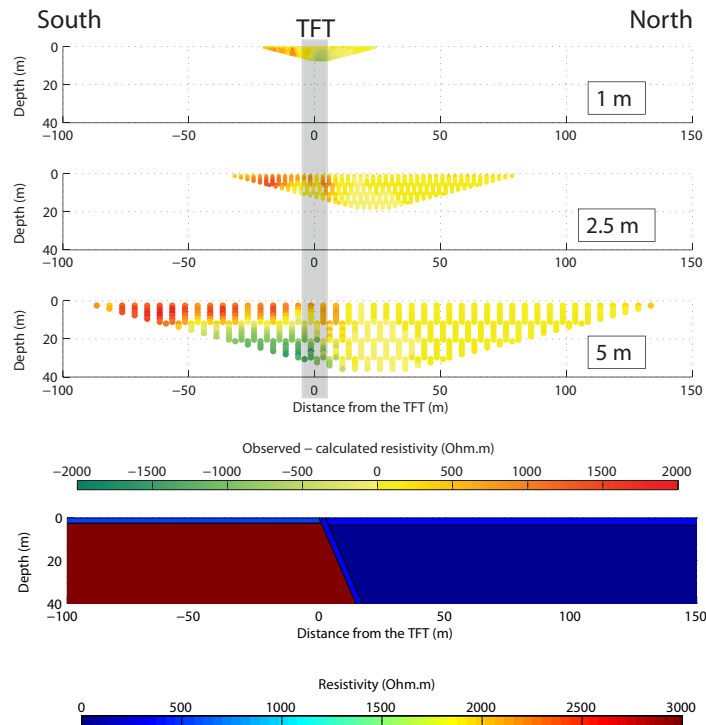 South TFT North
0
20
40
Depth (m)
1 m
−100 −50 0 50 100 150
0
20
40
Depth (m)
2.5 m
−100 −50 0 50 100 150
0
20
40
Depth (m)
5 m
−100 −50 0 50 100 150
Distance from the TFT (m)
Observed − calculated resistivity (Ohm.m)
−2000 −1500 −1000 −500 0 500 1000 1500 2000
0
20
40
Depth (m)
-100 −50 0 50 100 150
Distance from the TFT (m)
Resistivity (Ohm.m)
0 500 1000 1500 2000 2500 3000